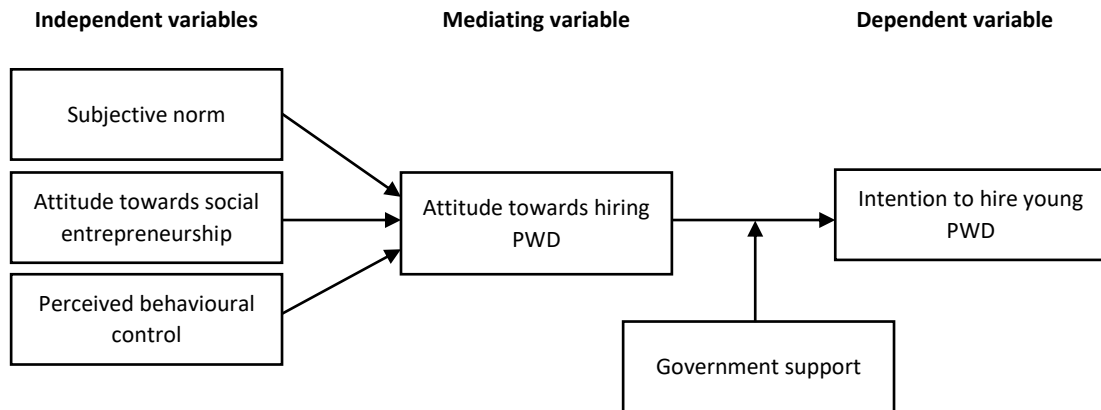 Independent variables
Mediating variable
Dependent variable
Subjective norm
Attitude towards social
entrepreneurship
Perceived behavioural
control
Attitude towards hiring
PWD
Intention to hire young
PWD
Government support